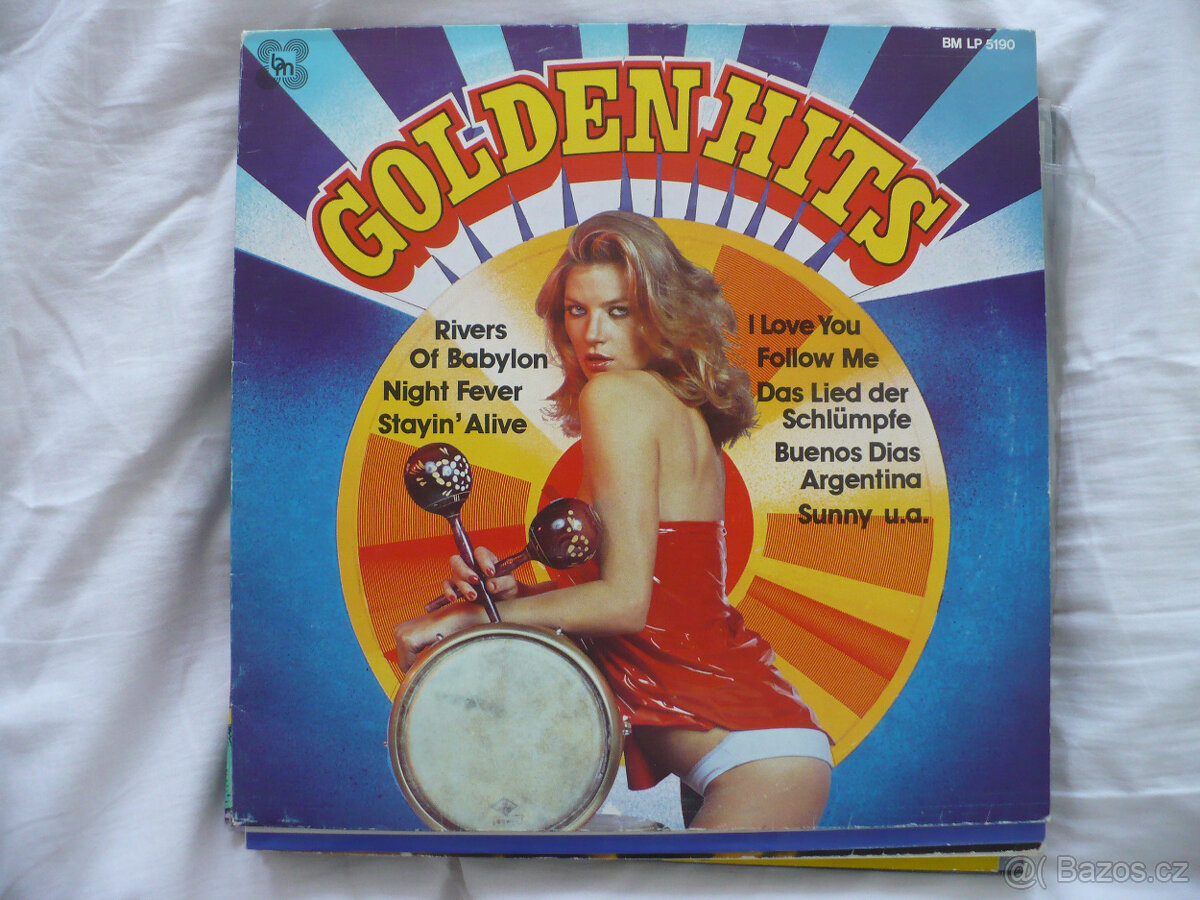 bm
BM LP 5190
GOLDEN HITS
Rivers
Of Babylon
Night Fever
Stayin' Alive
I Love You
Follow Me
Das Lied der
Schlümpfe
Buenos Dias
Argentina
Sunny u.a.
@( Bazos.cz